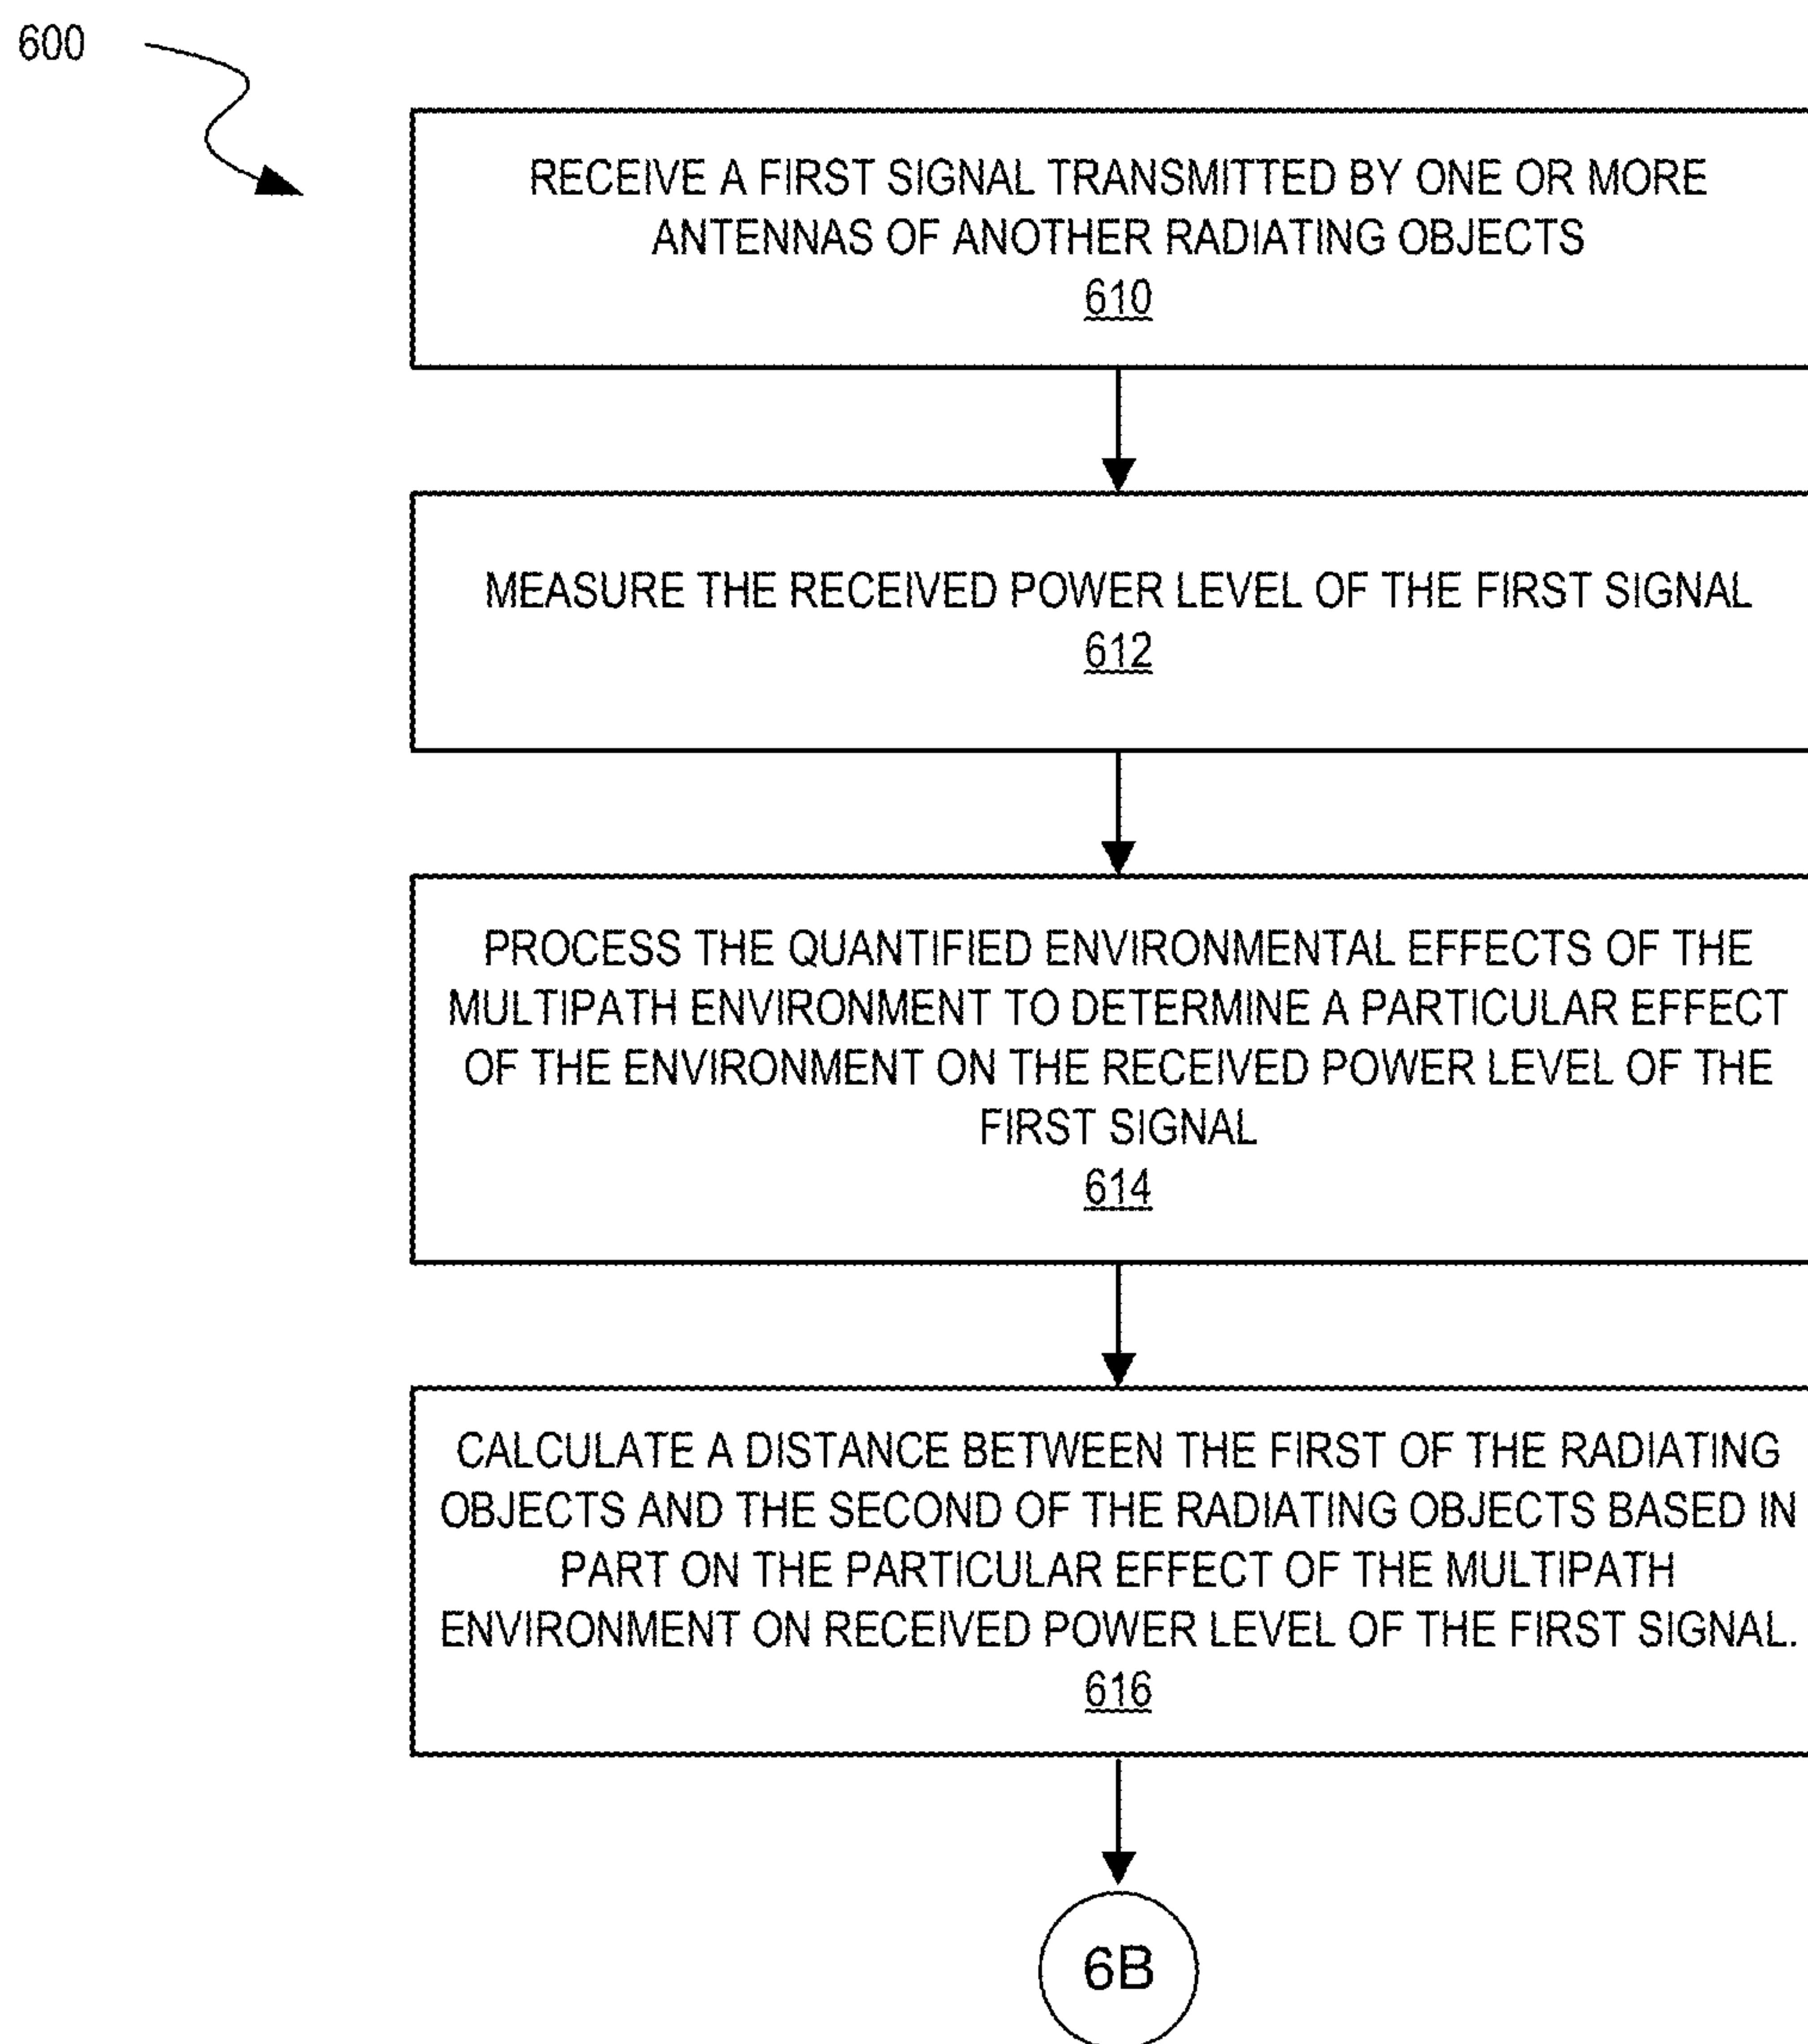 600
RECEIVE A FIRST SIGNAL TRANSMITTED BY ONE OR MORE
ANTENNAS OF ANOTHER RADIATING OBJECTS
610
MEASURE THE RECEIVED POWER LEVEL OF THE FIRST SIGNAL
612
PROCESS THE QUANTIFIED ENVIRONMENTAL EFFECTS OF THE
MULTIPATH ENVIRONMENT TO DETERMINE A PARTICULAR EFFECT
OF THE ENVIRONMENT ON THE RECEIVED POWER LEVEL OF THE
FIRST SIGNAL
614
CALCULATE A DISTANCE BETWEEN THE FIRST OF THE RADIATING
OBJECTS AND THE SECOND OF THE RADIATING OBJECTS BASED IN
PART ON THE PARTICULAR EFFECT OF THE MULTIPATH
ENVIRONMENT ON RECEIVED POWER LEVEL OF THE FIRST SIGNAL.
616
6B